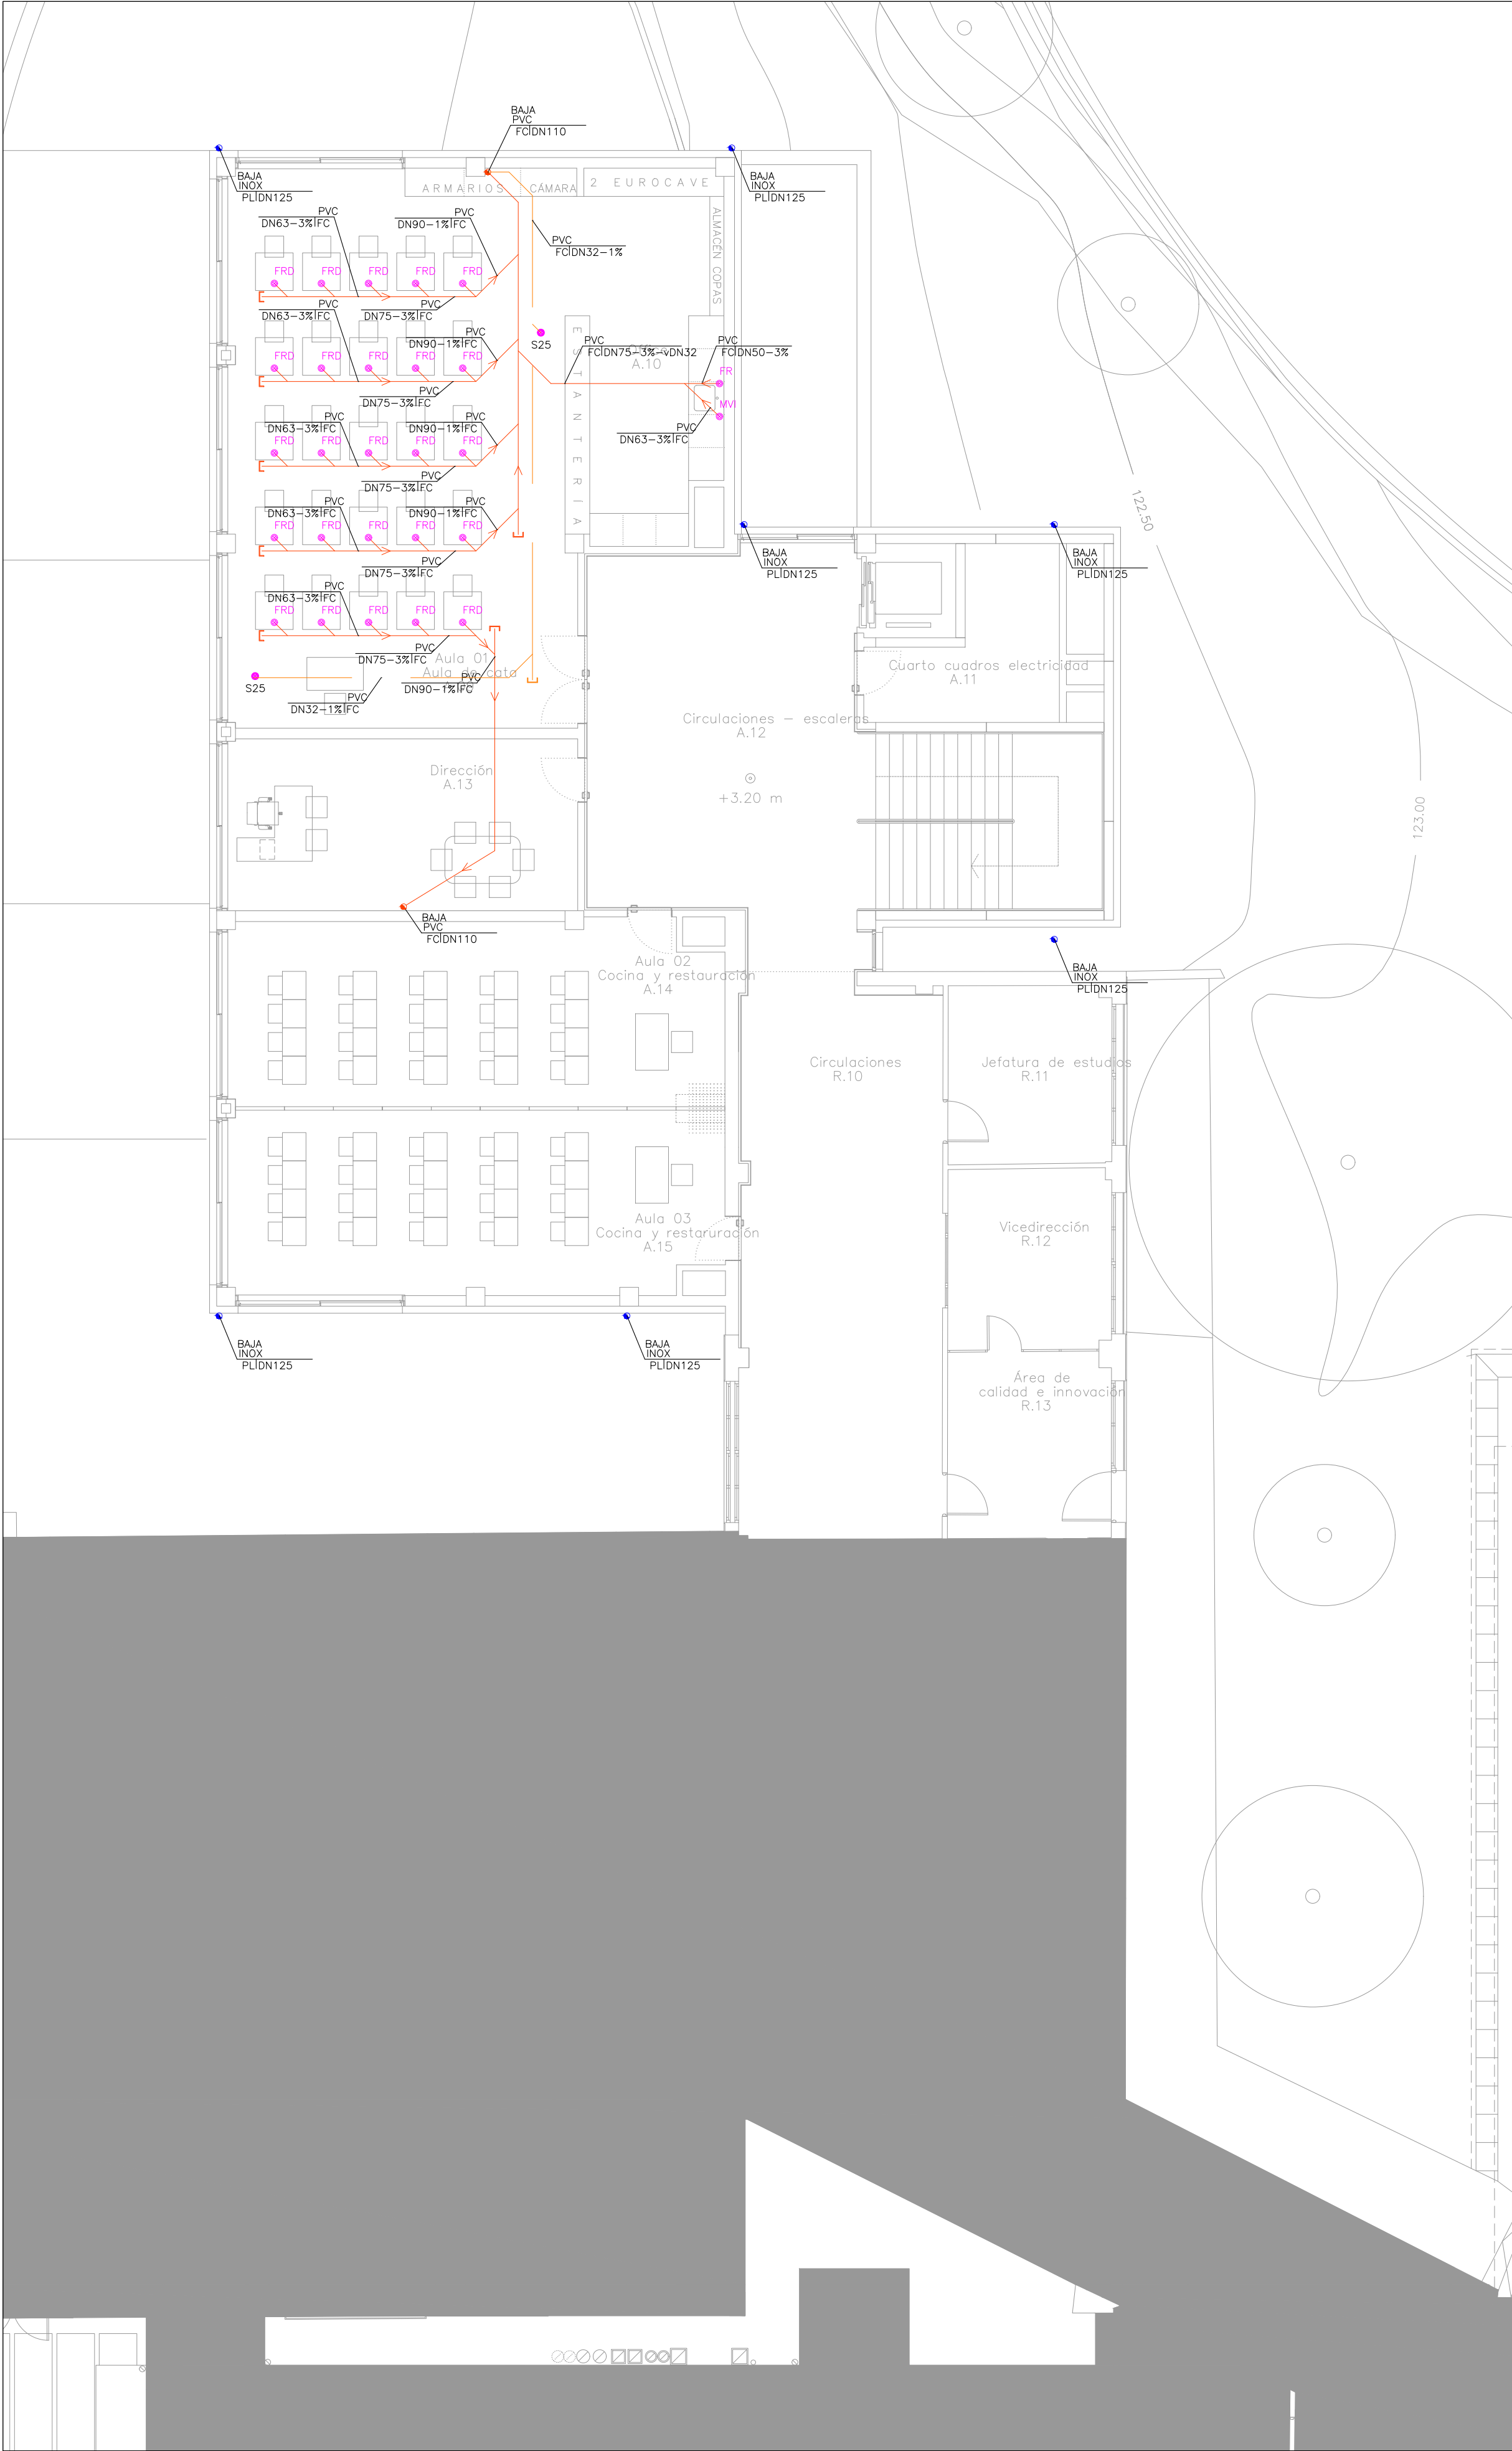 BAJA
PVC
FC|DN110
BAJA
INOX
PL|DN125
BAJA
INOX
PL|DN125
ARMARIOS
CÁMARA
2 EUROCAVE
ALMACÉN COPAS
PVC
DN63-3%|FC
PVC
DN90-1%|FC
PVC
FC|DN32-1%
FRD
FRD
FRD
FRD
FRD
PVC
DN63-3%|FC
PVC
DN75-3%|FC
PVC
DN90-1%|FC
S25
PVC
FC|DN75-3%-vDN32
PVC
FC|DN50-3%
A.10
ESTANTERÍA
FRD
FRD
FRD
FRD
FRD
FR
MVI
PVC
DN75-3%|FC
PVC
DN63-3%|FC
PVC
DN90-1%|FC
PVC
DN63-3%|FC
FRD
FRD
FRD
FRD
FRD
PVC
DN75-3%|FC
PVC
DN63-3%|FC
PVC
DN90-1%|FC
122.50
FRD
FRD
FRD
FRD
FRD
BAJA
INOX
PL|DN125
BAJA
INOX
PL|DN125
PVC
DN75-3%|FC
PVC
DN63-3%|FC
FRD
FRD
FRD
FRD
FRD
PVC
DN75-3%|FC
Aula 01
Aula de cata
PVC
DN90-1%|FC
S25
PVC
DN32-1%|FC
Cuarto cuadros electricidad
A.11
Circulaciones - escaleras
A.12
+3.20 m
Dirección
A.13
123.00
BAJA
PVC
FC|DN110
Aula 02
Cocina y restauración
A.14
BAJA
INOX
PL|DN125
Circulaciones
R.10
Jefatura de estudios
R.11
Aula 03
Cocina y restaruración
A.15
Vicedirección
R.12
BAJA
INOX
PL|DN125
BAJA
INOX
PL|DN125
Área de
calidad e innovación
R.13